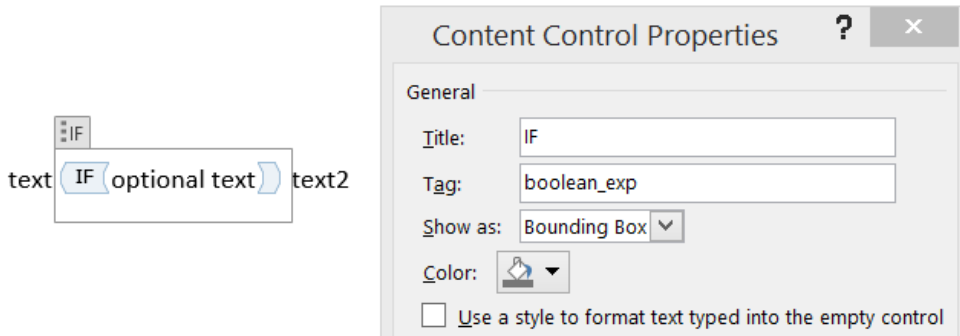 IF
text IF optional text text2
Content Control Properties ? ×
General
Title: IF
Tag: boolean_exp
Show as: Bounding Box
Color:
Use a style to format text typed into the empty control